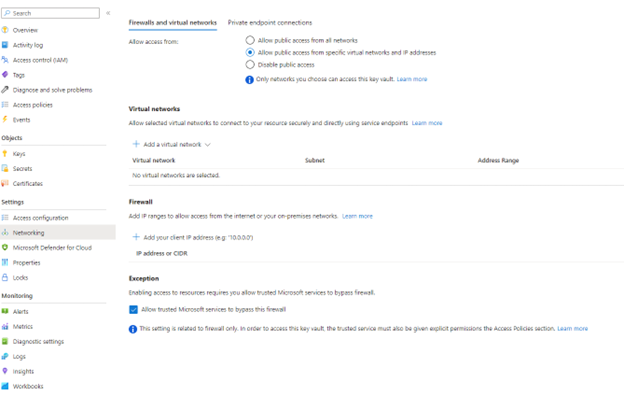 Search
Overview
Activity log
Access control (IAM)
Tags
Diagnose and solve problems
Access policies
Events
Objects
Keys
Secrets
Certificates
Settings
Access configuration
Networking
Microsoft Defender for Cloud
Properties
Locks
Monitoring
Alerts
Metrics
Diagnostic settings
Logs
Insights
Workbooks
Firewalls and virtual networks Private endpoint connections
Allow access from: Allow public access from all networks
Allow public access from specific virtual networks and IP addresses
Disable public access
Only networks you choose can access this key vault. Learn more
Virtual networks
Allow selected virtual networks to connect to your resource securely and directly using service endpoints Learn more
+ Add a virtual network
Virtual network Subnet Address Range
No virtual networks are selected.
Firewall
Add IP ranges to allow access from the internet or your on-premises networks. Learn more
+ Add your client IP address (e.g: '10.0.0.0')
IP address or CIDR
Exception
Enabling access to resources requires you allow trusted Microsoft services to bypass firewall.
Allow trusted Microsoft services to bypass this firewall
This setting is related to firewall only. In order to access this key vault, the trusted service must also be given explicit permissions the Access Policies section. Learn more